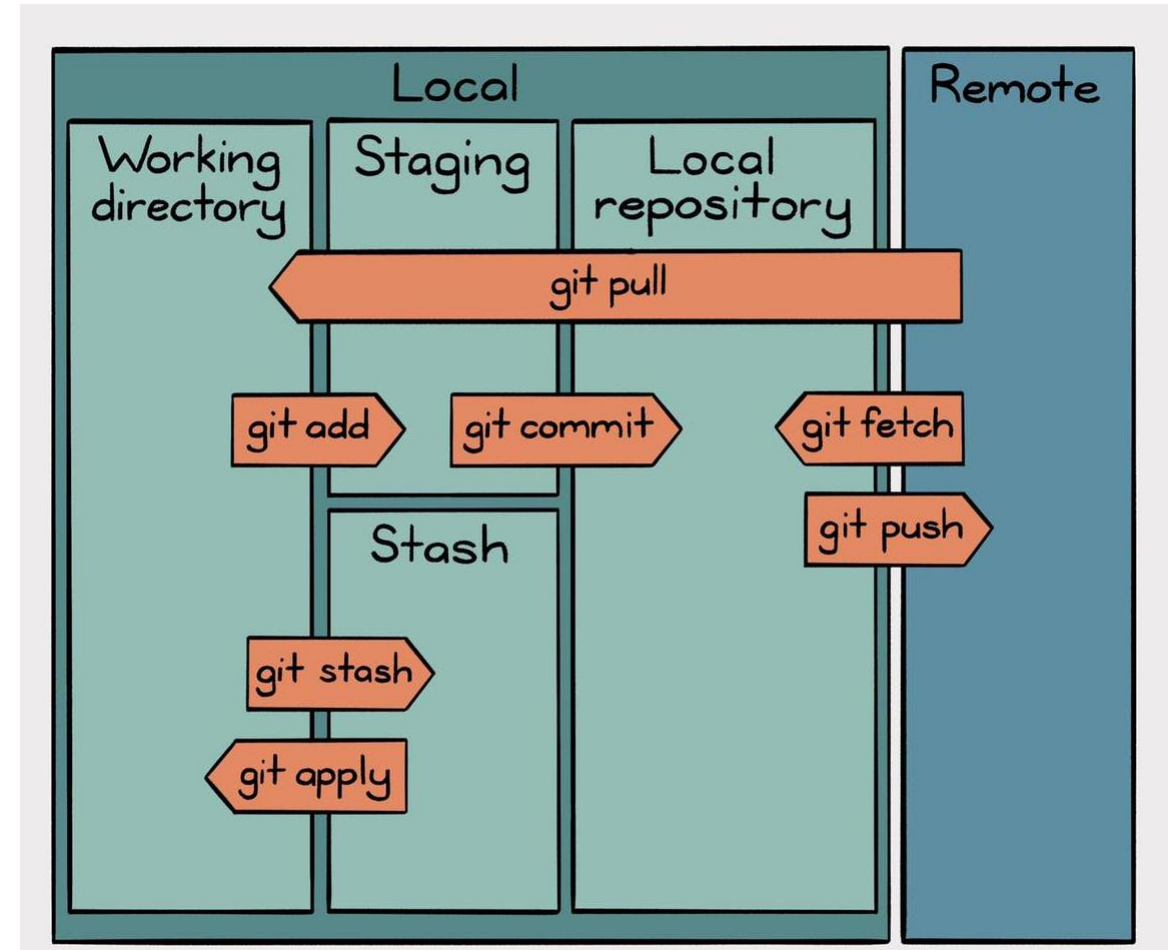 Local
Remote
Working
directory
Staging
Local
repository
git pull
git add
git commit
git fetch
git push
Stash
git stash
git apply